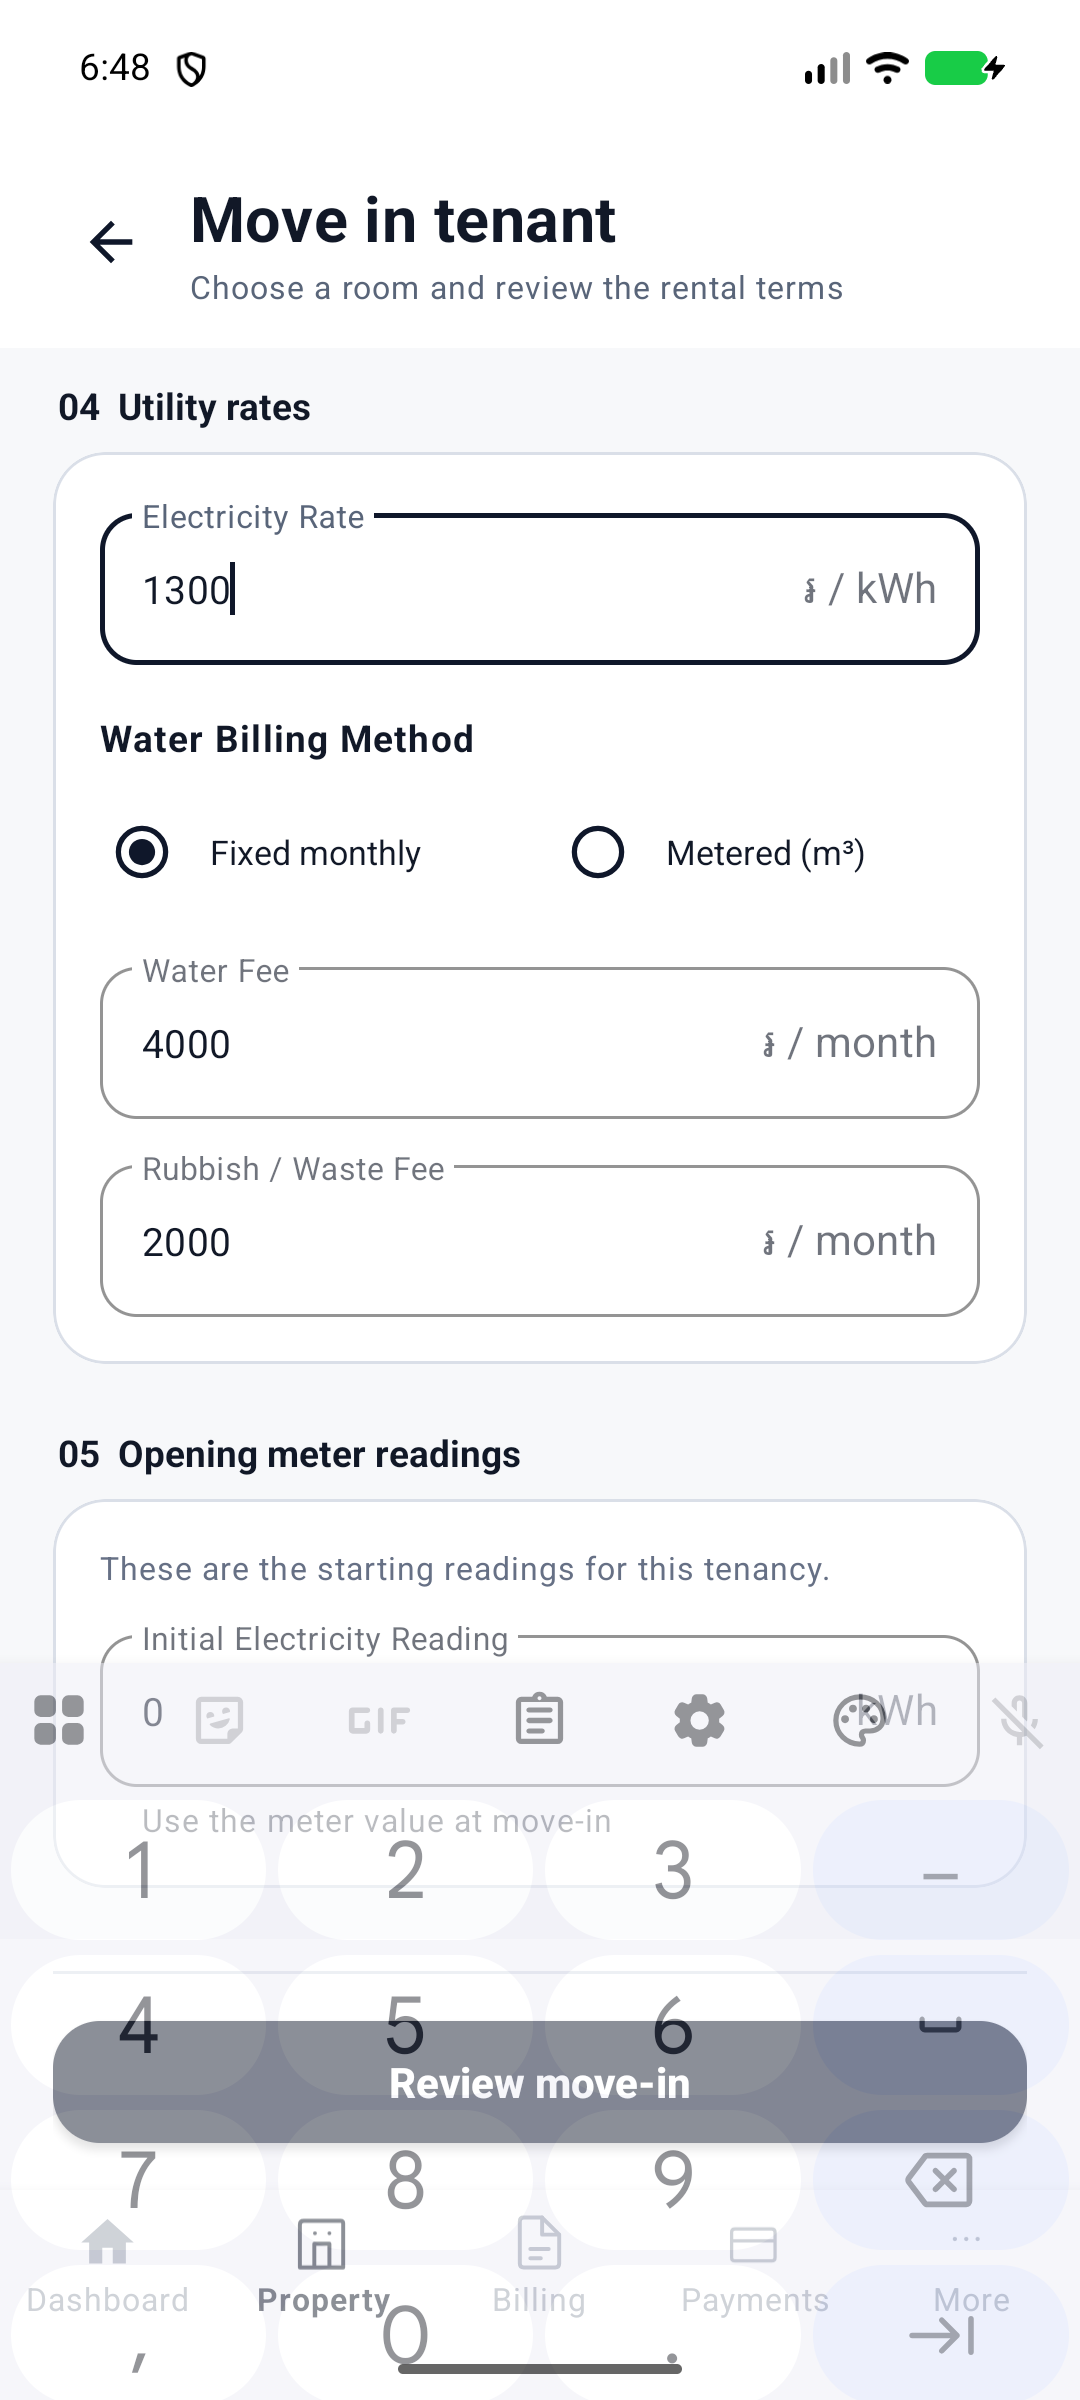 6:48
Move in tenant
Choose a room and review the rental terms
04 Utility rates
Electricity Rate
1300 ៛ / kWh
Water Billing Method
Fixed monthly Metered (m³)
Water Fee
4000 ៛ / month
Rubbish / Waste Fee
2000 ៛ / month
05 Opening meter readings
These are the starting readings for this tenancy.
Initial Electricity Reading
0 kWh
GIF
Use the meter value at move-in
1 2 3 –
4 5 6
Review move-in
7 8 9
Dashboard Property Billing Payments More
, 0 .